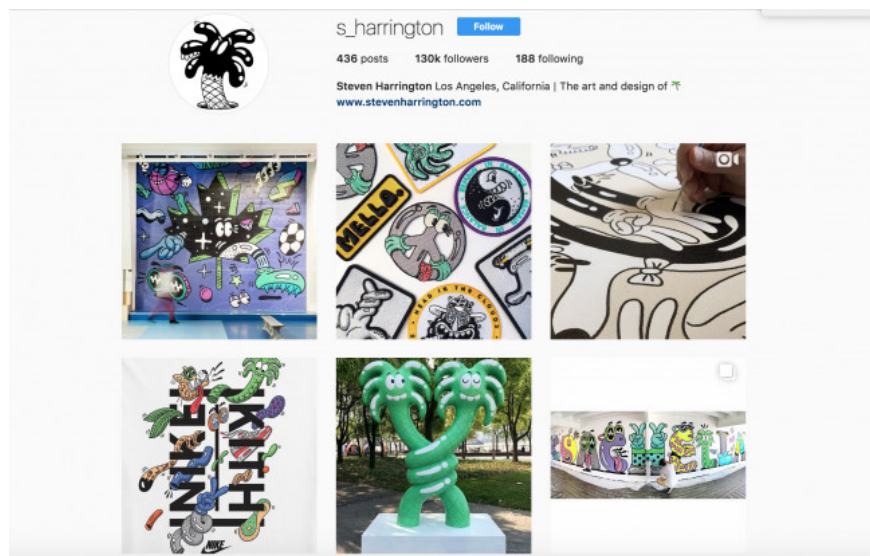 s_harrington
Follow
436 posts 130k followers 188 following
Steven Harrington Los Angeles, California | The art and design of 🌴
www.stevenharrington.com
MELLO.
HEAD IN THE CLOUDS
KITH
NIKE